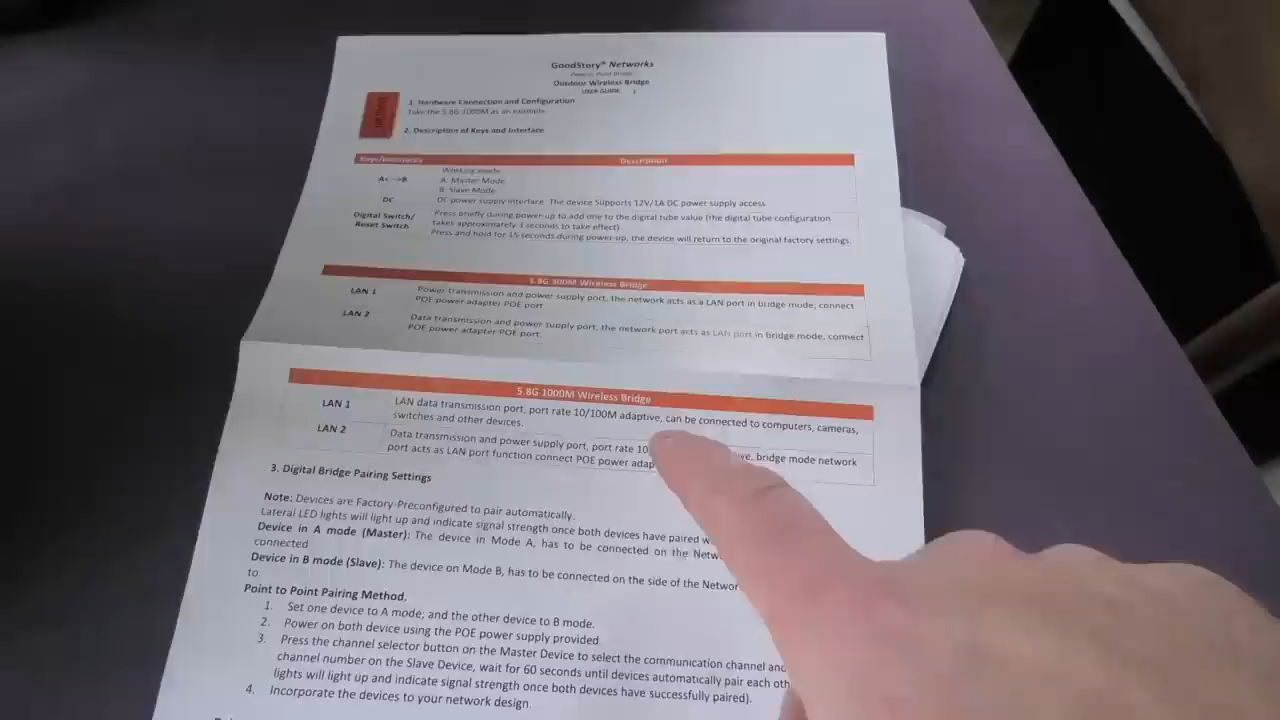 GoodStory® Networks
Point to Point Bridge
Outdoor Wireless Bridge
USER GUIDE
1. Hardware Connection and Configuration
Take the 5.8G 1000M as an example.
2. Description of Keys and Interface
Keys/Interfaces Description
A< -->B
Working mode
A: Master Mode
B: Slave Mode
DC DC power supply interface. The device Supports 12V/1A DC power supply access.
Digital Switch/
Reset Switch
Press briefly during power-up to add one to the digital tube value (the digital tube configuration
takes approximately 3 seconds to take effect)
Press and hold for 15 seconds during power-up, the device will return to the original factory settings.
5.8G 300M Wireless Bridge
LAN 1 Power transmission and power supply port, the network acts as a LAN port in bridge mode; connect
POE power adapter POE port
LAN 2 Data transmission and power supply port, the network port acts as LAN port in bridge mode, connect
POE power adapter POE port.
5.8G 1000M Wireless Bridge
LAN 1 LAN data transmission port, port rate 10/100M adaptive, can be connected to computers, cameras,
switches and other devices.
LAN 2 Data transmission and power supply port, port rate 10 bridge mode network
port acts as LAN port function connect POE power
3. Digital Bridge Pairing Settings
Note: Devices are Factory-Preconfigured to pair automatically.
Lateral LED lights will light up and indicate signal strength once both devices have paired
Device in A mode (Master): The device in Mode A, has to be connected on the
connected
Device in B mode (Slave): The device on Mode B, has to be connected on the side of the
to.
Point to Point Pairing Method.
1. Set one device to A mode; and the other device to B mode.
2. Power on both device using the POE power supply provided.
3. Press the channel selector button on the Master Device to select the communication channel
channel number on the Slave Device, wait for 60 seconds until devices automatically pair each
lights will light up and indicate signal strength once both devices have successfully paired).
4. Incorporate the devices to your network design.